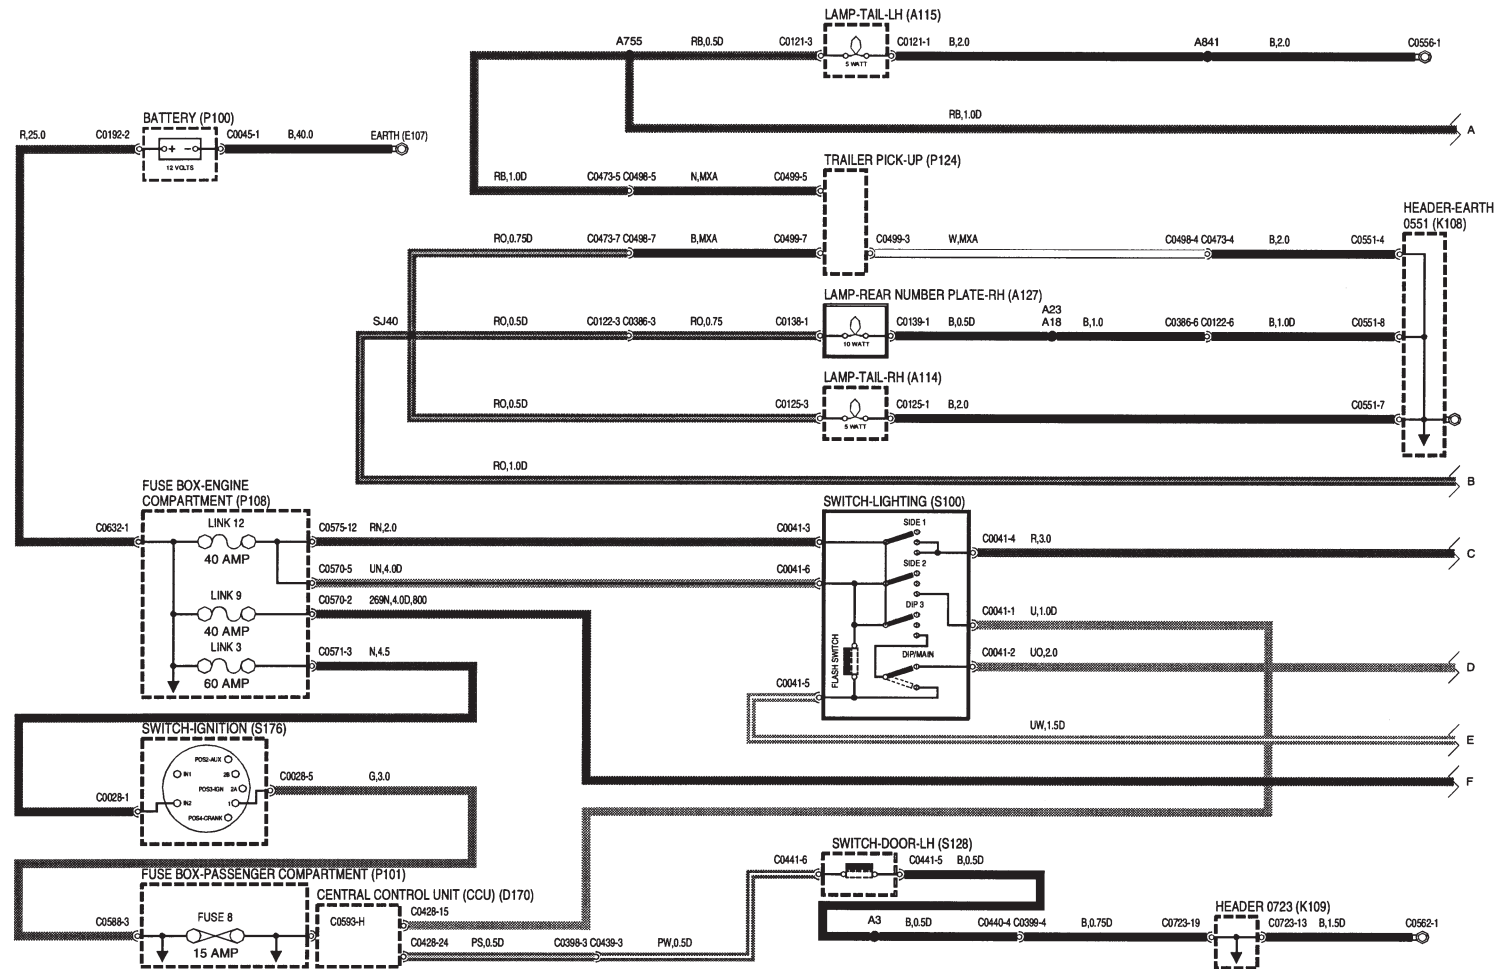 LAMP-TAIL-LH (A115)
A755
RB,0.5D
C0121-3
C0121-1
B,2.0
A841
B,2.0
C0556-1
5 WATT
BATTERY (P100)
R,25.0
C0192-2
C0045-1
B,40.0
EARTH (E107)
+ -
12 VOLTS
RB,1.0D
A
TRAILER PICK-UP (P124)
RB,1.0D
C0473-5 C0498-5
N,MXA
C0499-5
HEADER-EARTH
0551 (K108)
RO,0.75D
C0473-7 C0498-7
B,MXA
C0499-7
C0499-3
W,MXA
C0498-4 C0473-4
B,2.0
C0551-4
LAMP-REAR NUMBER PLATE-RH (A127)
SJ40
RO,0.5D
C0122-3 C0386-3
RO,0.75
C0138-1
C0139-1
B,0.5D
A23
A18
B,1.0
C0386-6 C0122-6
B,1.0D
C0551-8
10 WATT
LAMP-TAIL-RH (A114)
RO,0.5D
C0125-3
C0125-1
B,2.0
C0551-7
5 WATT
RO,1.0D
B
FUSE BOX-ENGINE
COMPARTMENT (P108)
SWITCH-LIGHTING (S100)
C0632-1
LINK 12
40 AMP
C0575-12
RN,2.0
C0041-3
SIDE 1
C0041-4
R,3.0
C
C0570-5
UN,4.0D
C0041-6
SIDE 2
LINK 9
40 AMP
C0570-2
269N,4.0D,800
DIP 3
C0041-1
U,1.0D
LINK 3
60 AMP
C0571-3
N,4.5
FLASH SWITCH
DIP/MAIN
C0041-2
UO,2.0
D
C0041-5
UW,1.5D
E
SWITCH-IGNITION (S176)
POS2-AUX
IN1
2B
POS3-IGN
2A
IN2
1
POS4-CRANK
C0028-1
C0028-5
G,3.0
F
SWITCH-DOOR-LH (S128)
C0441-6
C0441-5
B,0.5D
FUSE BOX-PASSENGER COMPARTMENT (P101)
CENTRAL CONTROL UNIT (CCU) (D170)
C0588-3
FUSE 8
15 AMP
C0593-H
C0428-15
C0428-24
PS,0.5D
C0398-3 C0439-3
PW,0.5D
A3
B,0.5D
C0440-4 C0399-4
B,0.75D
C0723-19
HEADER 0723 (K109)
C0723-13
B,1.5D
C0562-1